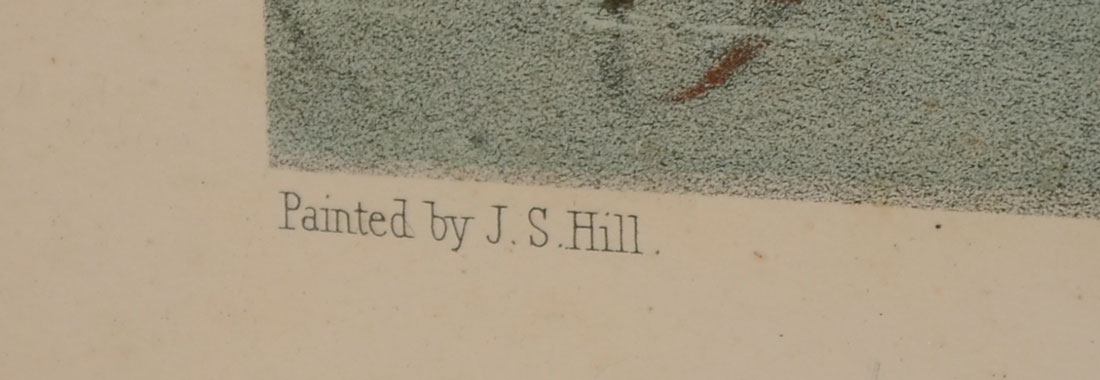 Painted by J. S. Hill.